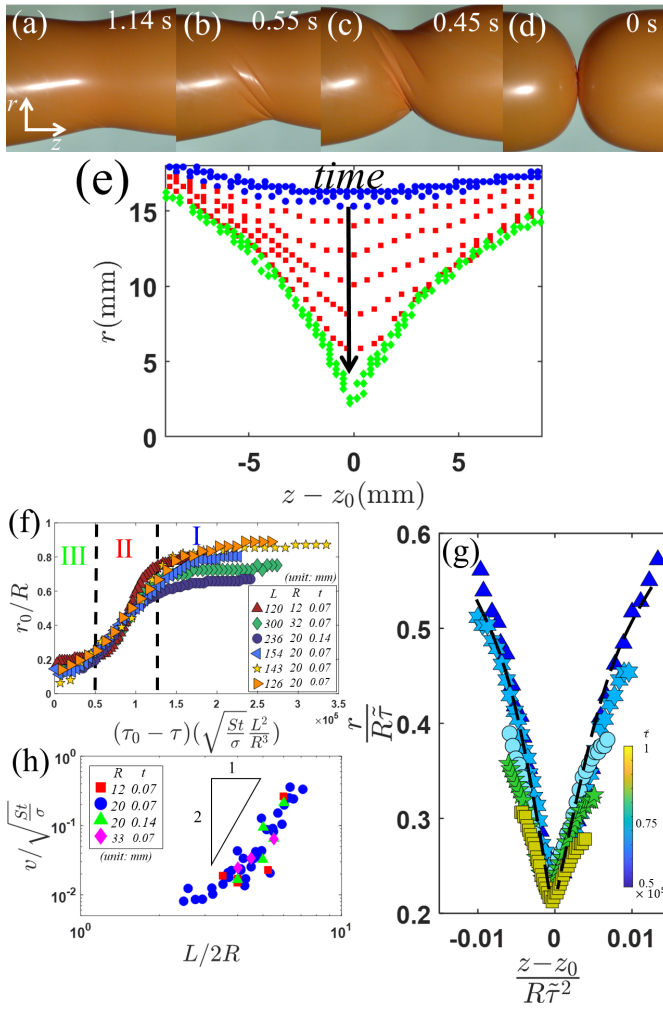 (a) 1.14 s (b) 0.55 s (c) 0.45 s (d) 0 s
r
z
(e) time
15
10
5
0
r(mm)
-5 0 5
z − z₀(mm)
(f)
III II I
1
0.8
0.6
0.4
0.2
0
r₀/R
(unit: mm)
L R t
120 12 0.07
300 32 0.07
236 20 0.14
154 20 0.07
143 20 0.07
126 20 0.07
0 0.5 1 1.5 2 2.5 3 3.5
×10⁵
(τ₀ − τ)(√(St/σ) L²/R³)
(g)
0.7
0.6
0.5
0.4
0.3
0.2
r/Rτ̃
τ̃
1
0.75
0.5
× 10⁵
-0.01 0 0.01
z−z₀/Rτ̃²
(h)
10⁰
10⁻¹
10⁻²
v/√(St/σ)
R t
12 0.07
20 0.07
20 0.14
33 0.07
(unit: mm)
1
2
10⁰ 10¹
L/2R